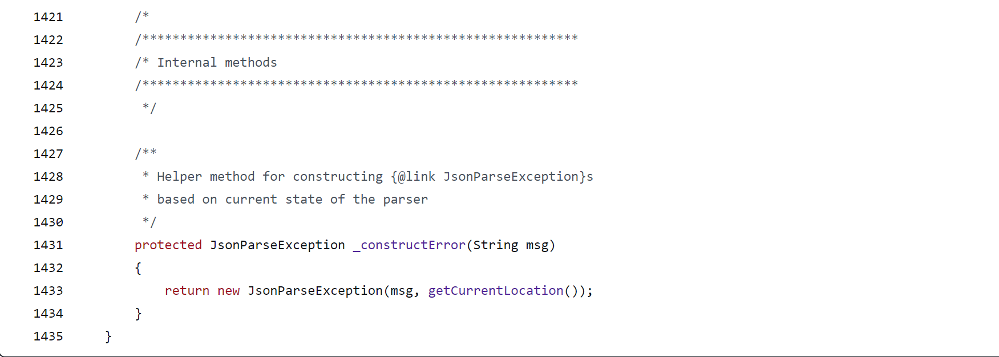 1421 /*
1422 /**********************************************************
1423 /* Internal methods
1424 /**********************************************************
1425 */
1426
1427 /**
1428 * Helper method for constructing {@link JsonParseException}s
1429 * based on current state of the parser
1430 */
1431 protected JsonParseException _constructError(String msg)
1432 {
1433 return new JsonParseException(msg, getCurrentLocation());
1434 }
1435 }